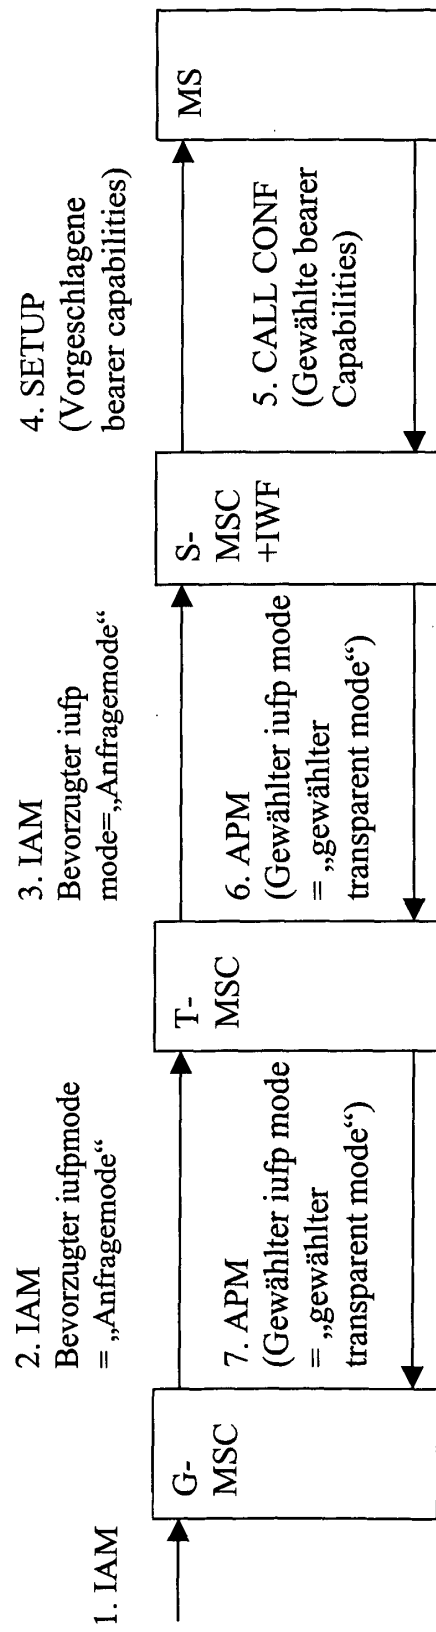 1. IAM
G-
MSC
2. IAM
Bevorzugter iufpmode
= „Anfragemode“
7. APM
(Gewählter iufp mode
= „gewählter
transparent mode“)
T-
MSC
3. IAM
Bevorzugter iufp
mode=„Anfragemode“
6. APM
(Gewählter iufp mode
= „gewählter
transparent mode“)
S-
MSC
+IWF
4. SETUP
(Vorgeschlagene
bearer capabilities)
5. CALL CONF
(Gewählte bearer
Capabilities)
MS